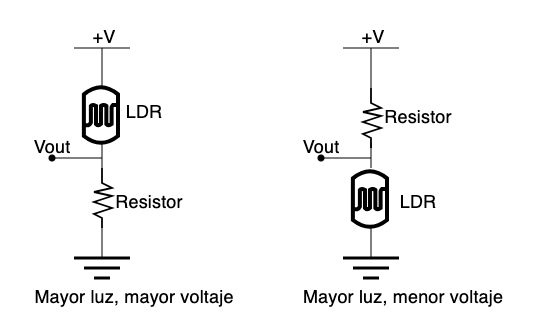 +V
LDR
Vout
Resistor
Mayor luz, mayor voltaje
+V
Resistor
Vout
LDR
Mayor luz, menor voltaje